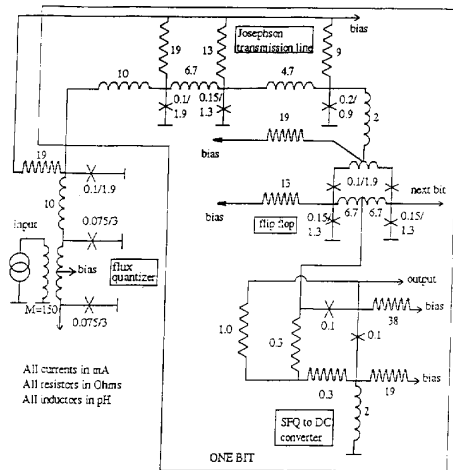 bias
19
13
Josephson
transmission line
9
10
6.7
4.7
0.1/
1.9
0.15/
1.3
0.2/
0.9
2
19
bias
19
0.1/1.9
0.1/1.9
next bit
13
10
bias
0.15/
1.3
6.7
6.7
0.15/
1.3
flip flop
input
0.075/3
bias
flux
quantizer
output
M=150
0.075/3
bias
0.1
38
1.0
0.3
0.1
All currents in mA
All resistors in Ohms
All inductors in pH
0.3
19
bias
2
SFQ to DC
converter
ONE BIT